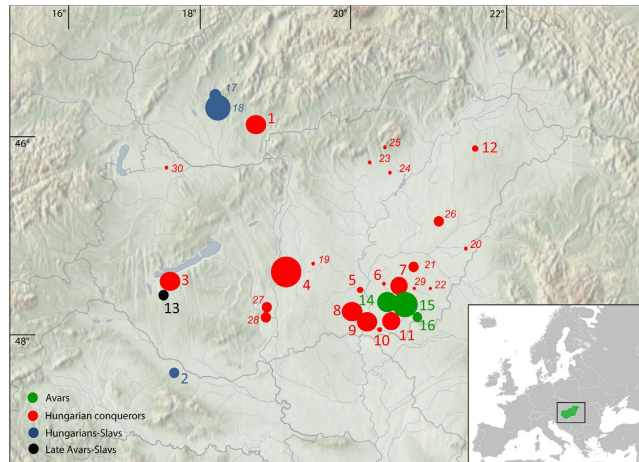 16° 18° 20° 22°
17
18
1
46°
25
23
12
24
30
26
19
20
21
6 7
3 4 5 29 22
13 14 15
27 8 16
28 9 10 11
48°
2
Avars
Hungarian conquerors
Hungarians-Slavs
Late Avars-Slavs